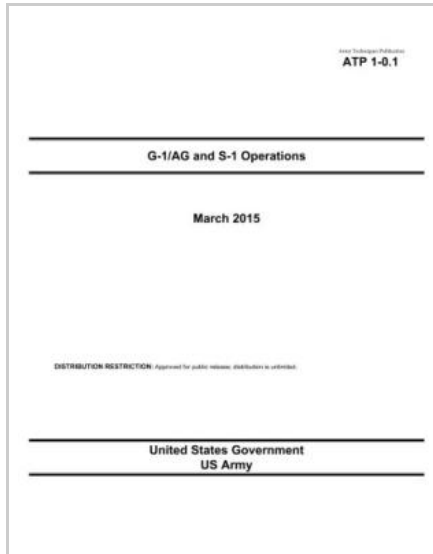 Army Techniques Publication
ATP 1-0.1
G-1/AG and S-1 Operations
March 2015
DISTRIBUTION RESTRICTION: Approved for public release; distribution is unlimited.
United States Government
US Army